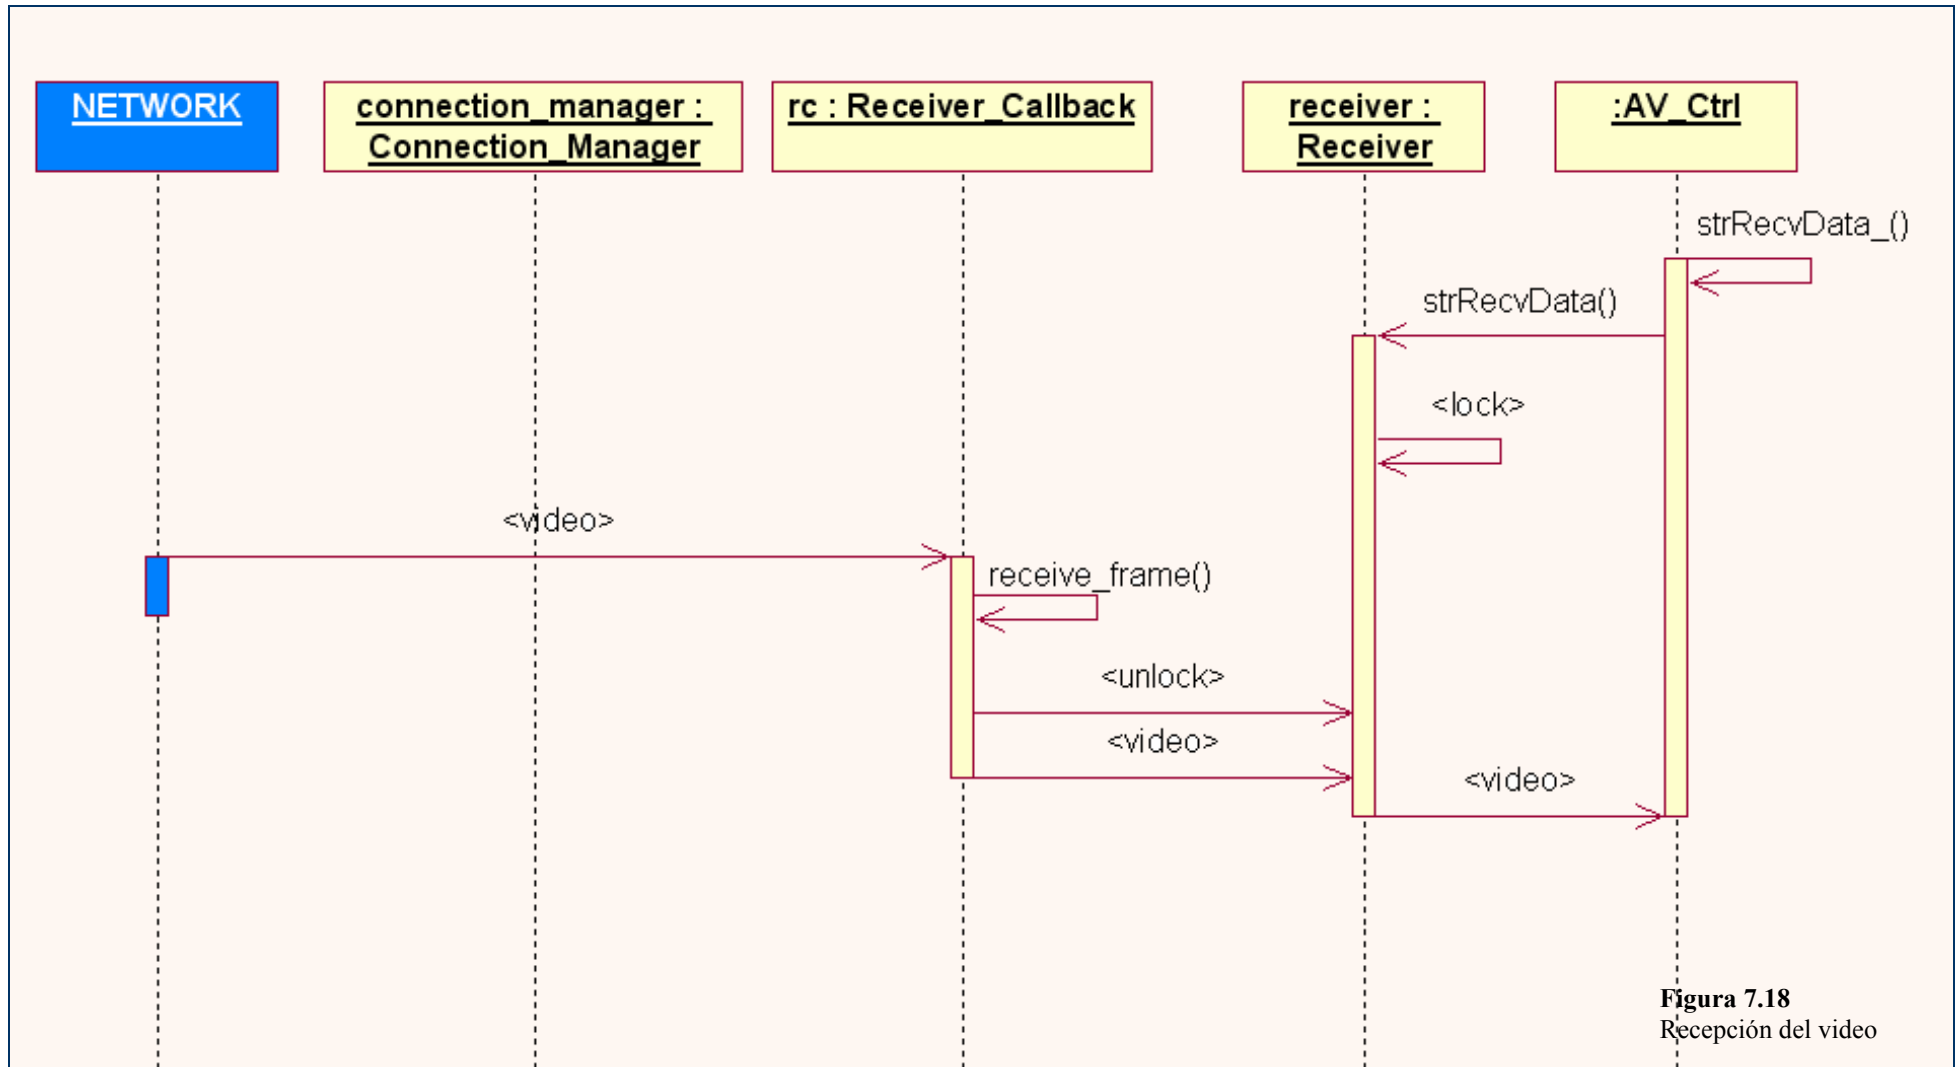 NETWORK
connection_manager :
Connection_Manager
rc : Receiver_Callback
receiver :
Receiver
:AV_Ctrl
strRecvData_()
strRecvData()
<lock>
<video>
receive_frame()
<unlock>
<video>
<video>
Figura 7.18
Recepción del video